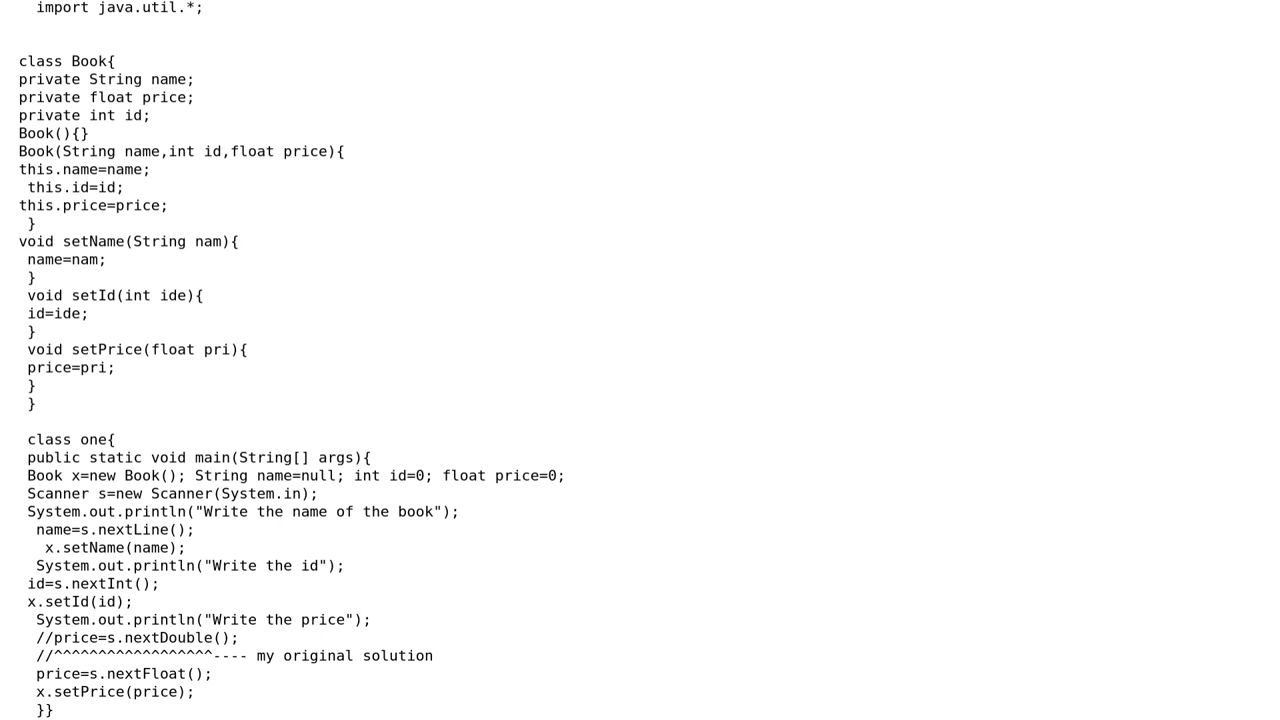 import java.util.*;
class Book{
private String name;
private float price;
private int id;
Book(){}
Book(String name,int id,float price){
this.name=name;
this.id=id;
this.price=price;
}
void setName(String nam){
name=nam;
}
void setId(int ide){
id=ide;
}
void setPrice(float pri){
price=pri;
}
}
class one{
public static void main(String[] args){
Book x=new Book(); String name=null; int id=0; float price=0;
Scanner s=new Scanner(System.in);
System.out.println("Write the name of the book");
name=s.nextLine();
x.setName(name);
System.out.println("Write the id");
id=s.nextInt();
x.setId(id);
System.out.println("Write the price");
//price=s.nextDouble();
//^^^^^^^^^^^^^^^^^^---- my original solution
price=s.nextFloat();
x.setPrice(price);
}}